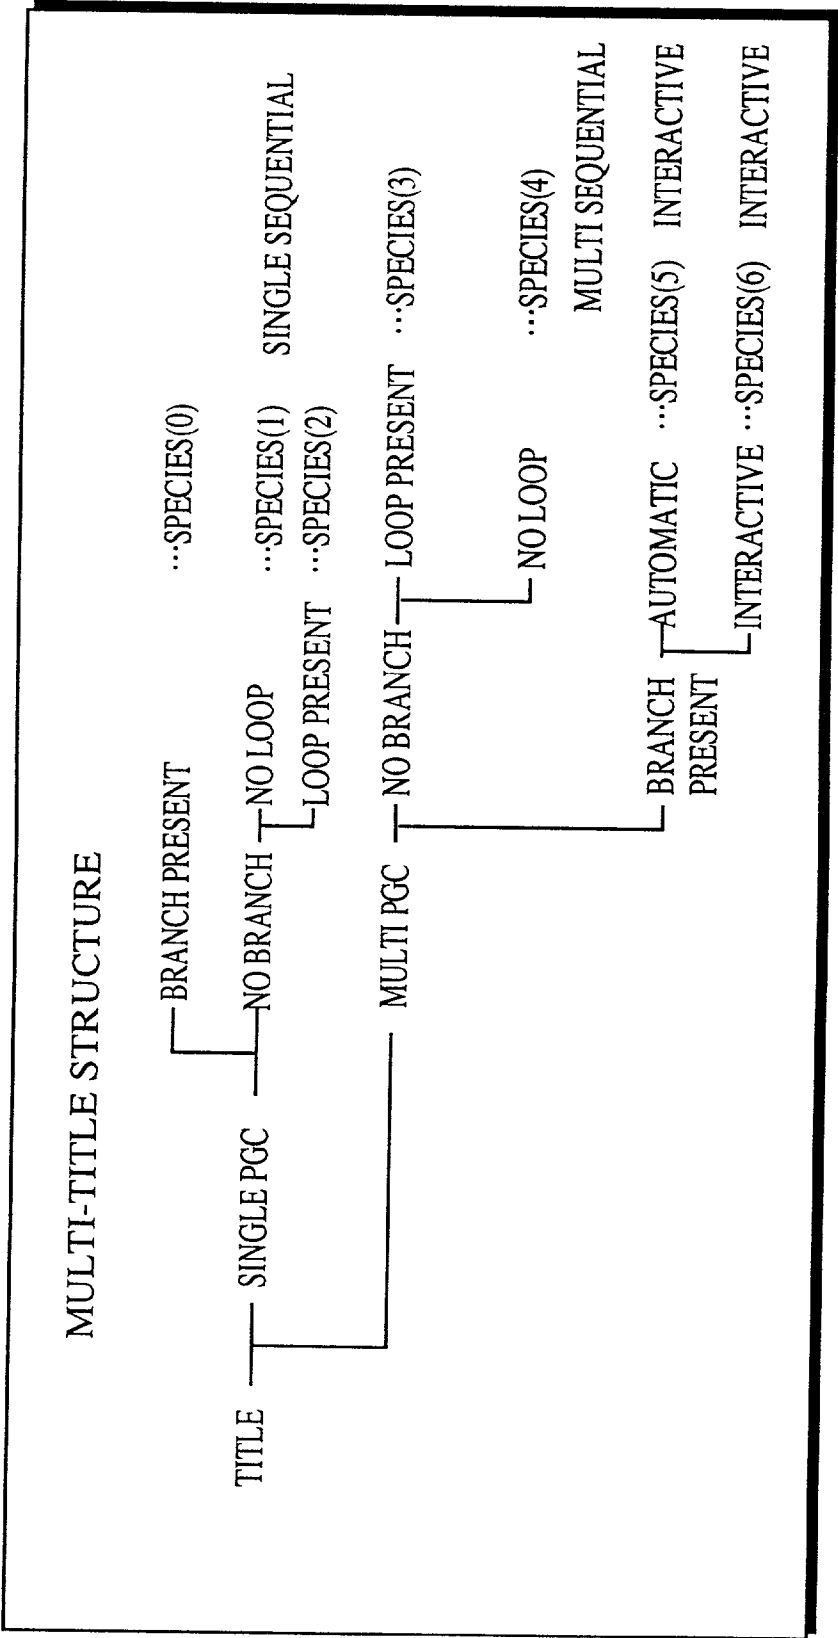 MULTI-TITLE STRUCTURE
BRANCH PRESENT ···SPECIES(0)
TITLE SINGLE PGC NO BRANCH NO LOOP ···SPECIES(1) SINGLE SEQUENTIAL
LOOP PRESENT ···SPECIES(2)
MULTI PGC NO BRANCH LOOP PRESENT ···SPECIES(3)
NO LOOP ···SPECIES(4)
MULTI SEQUENTIAL
BRANCH AUTOMATIC ···SPECIES(5) INTERACTIVE
PRESENT
INTERACTIVE ···SPECIES(6) INTERACTIVE